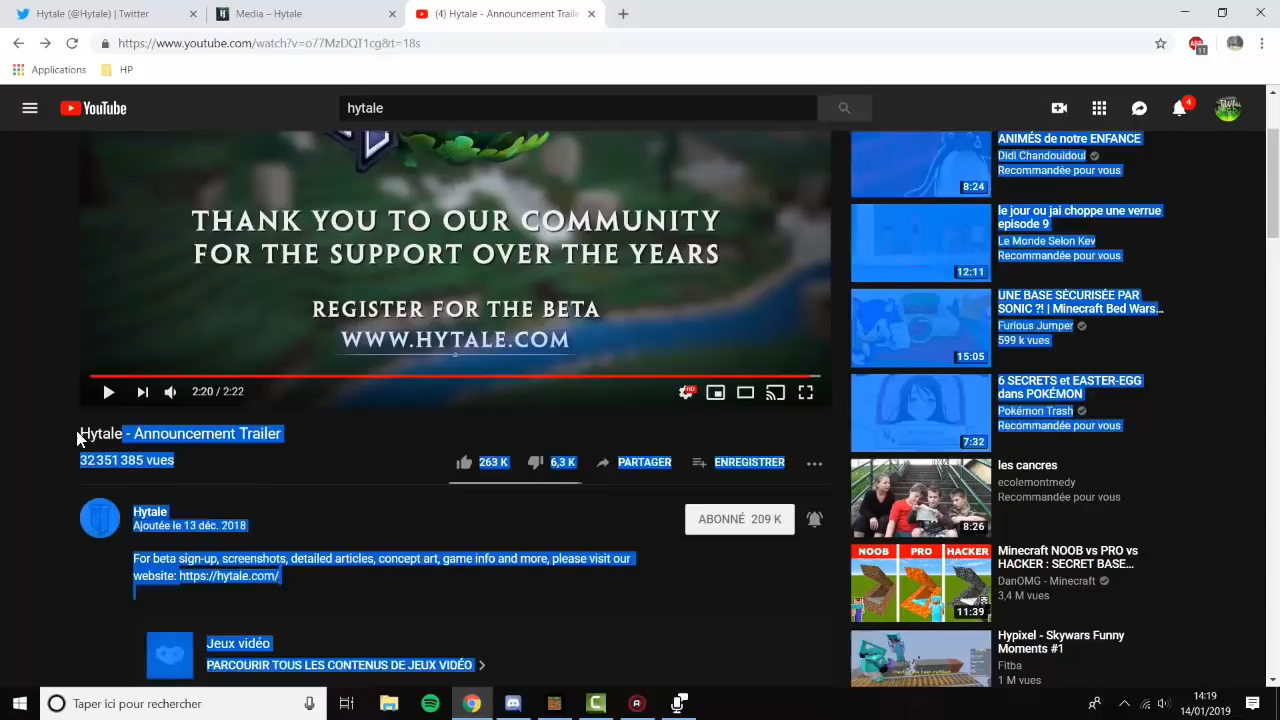 Hytale (@Hytale) | Twitter
Media – Hytale
(4) Hytale - Announcement Traile
https://www.youtube.com/watch?v=o77MzDQT1cg&t=18s
Applications
HP
YouTube
hytale
4
THANK YOU TO OUR COMMUNITY
FOR THE SUPPORT OVER THE YEARS
REGISTER FOR THE BETA
WWW.HYTALE.COM
2:20 / 2:22
HD
Hytale - Announcement Trailer
32 351 385 vues
263 K
6,3 K
PARTAGER
ENREGISTRER
Hytale
Ajoutée le 13 déc. 2018
ABONNÉ 209 K
For beta sign-up, screenshots, detailed articles, concept art, game info and more, please visit our
website: https://hytale.com/
Jeux vidéo
PARCOURIR TOUS LES CONTENUS DE JEUX VIDÉO
8:24
ANIMÉS de notre ENFANCE
Didi Chandouidoui
Recommandée pour vous
12:11
le jour ou jai choppe une verrue
episode 9
Le Monde Selon Kev
Recommandée pour vous
15:05
UNE BASE SÉCURISÉE PAR
SONIC ?! | Minecraft Bed Wars...
Furious Jumper
599 k vues
7:32
6 SECRETS et EASTER-EGG
dans POKÉMON
Pokémon Trash
Recommandée pour vous
8:26
les cancres
ecolemontmedy
Recommandée pour vous
NOOB
PRO
HACKER
11:39
Minecraft NOOB vs PRO vs
HACKER : SECRET BASE...
DanOMG - Minecraft
3,4 M vues
Hypixel - Skywars Funny
Moments #1
Fitba
1 M vues
Taper ici pour rechercher
14:19
14/01/2019